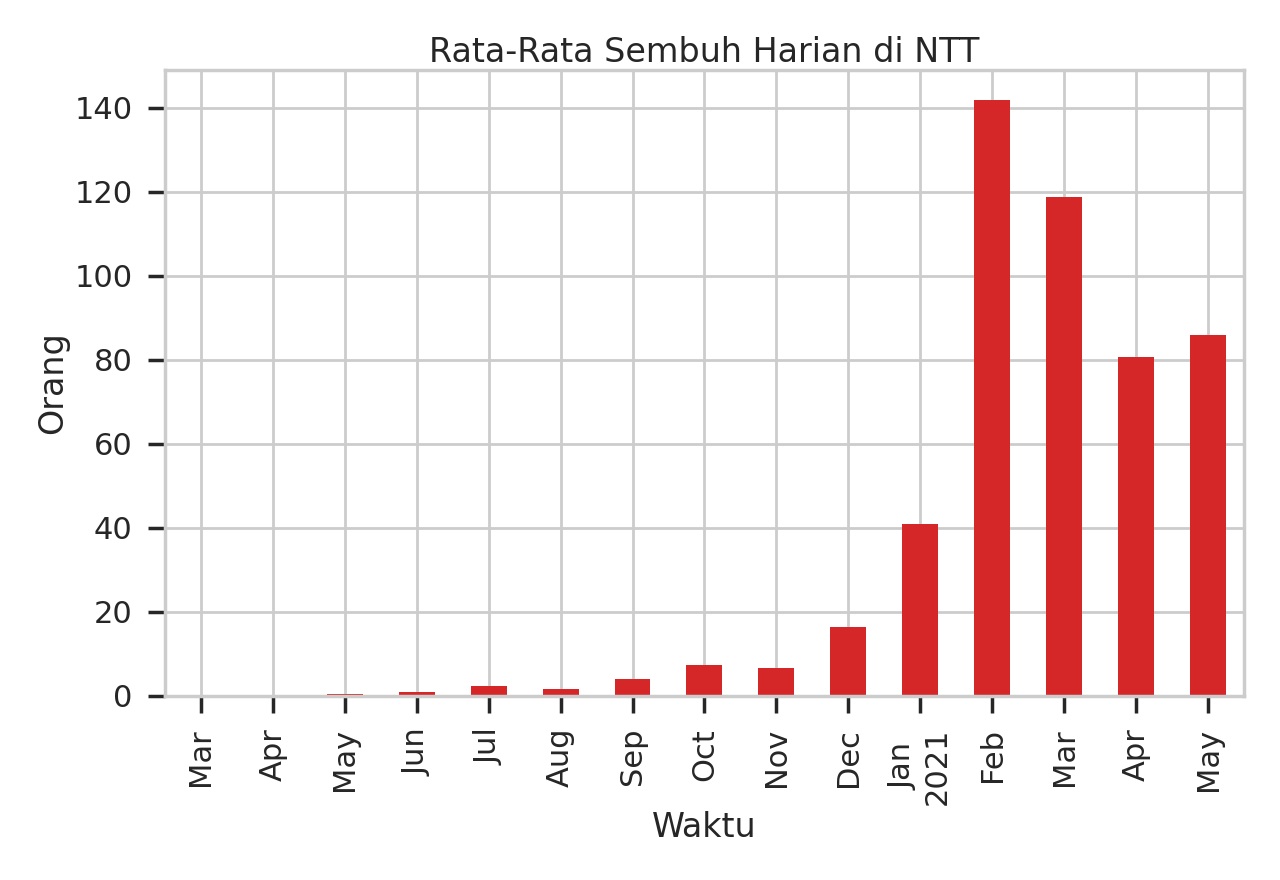 Rata-Rata Sembuh Harian di NTT
140
120
100
80
60
40
20
0
Orang
Mar
Apr
May
Jun
Jul
Aug
Sep
Oct
Nov
Dec
Jan
2021
Feb
Mar
Apr
May
Waktu